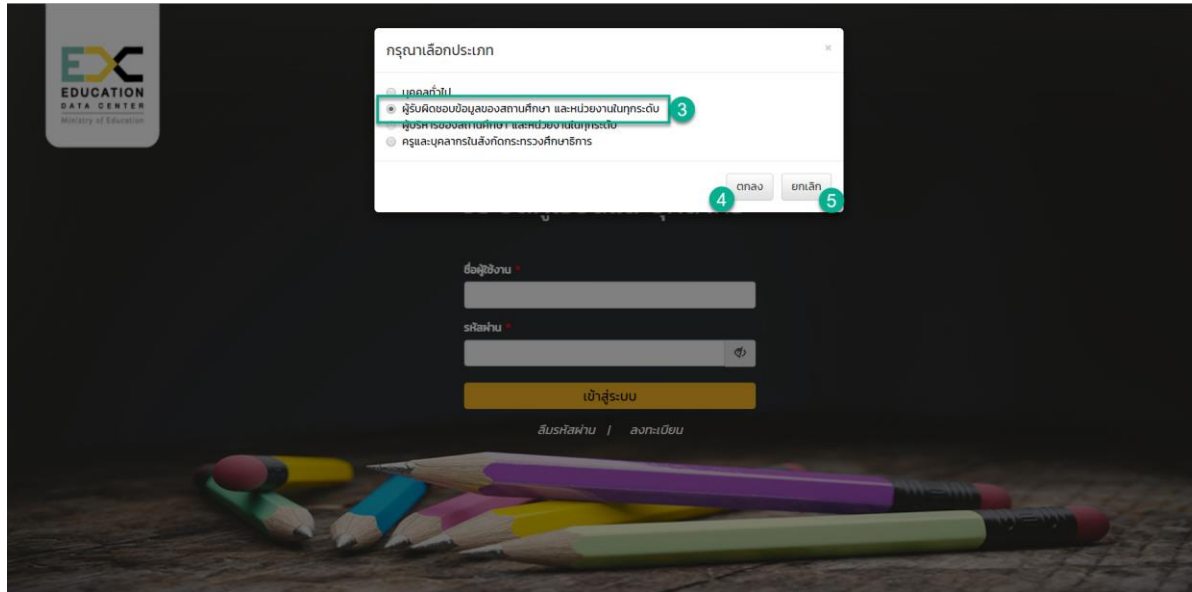 EDC
EDUCATION
DATA CENTER
Ministry of Education
กรุณาเลือกประเภท
×
บุคคลทั่วไป
ผู้รับผิดชอบข้อมูลของสถานศึกษา และหน่วยงานในทุกระดับ
3
ผู้บริหารของสถานศึกษา และหน่วยงานในทุกระดับ
ครูและบุคลากรในสังกัดกระทรวงศึกษาธิการ
ตกลง
ยกเลิก
4
5
ชื่อผู้ใช้งาน *
รหัสผ่าน *
เข้าสู่ระบบ
ลืมรหัสผ่าน | ลงทะเบียน